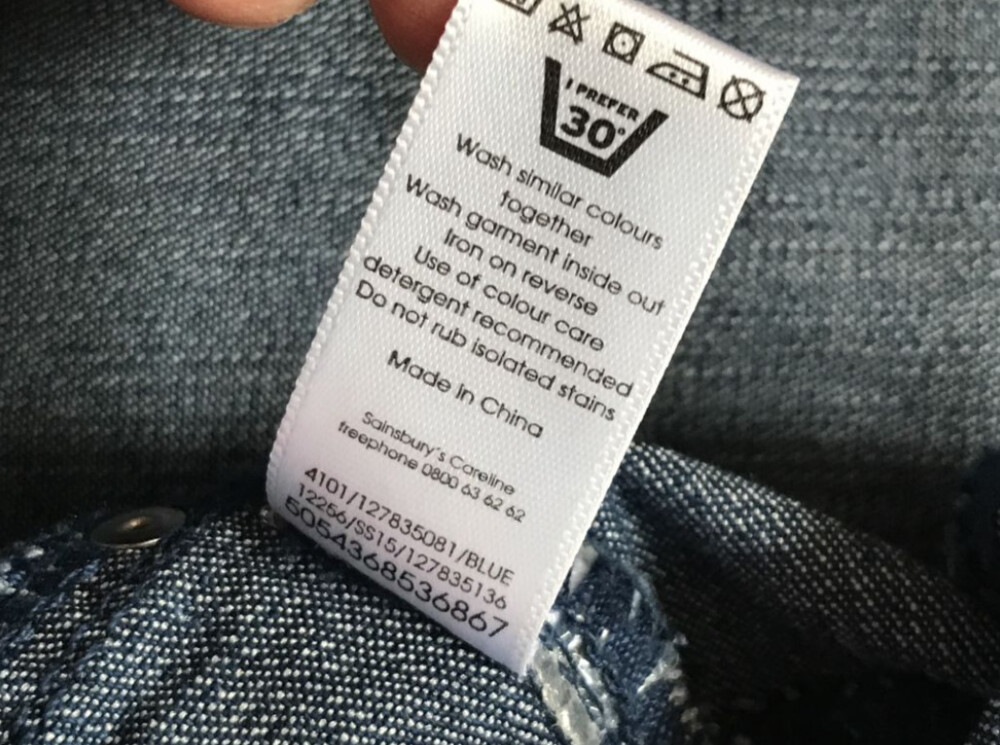 I PREFER
30°
Wash similar colours
together
Wash garment inside out
Iron on reverse
Use of colour care
detergent recommended
Do not rub isolated stains
Made in China
Sainsbury's Careline
freephone 0800 63 62 62
4101/127835081/BLUE
12256/SS15/127835136
5054368536867